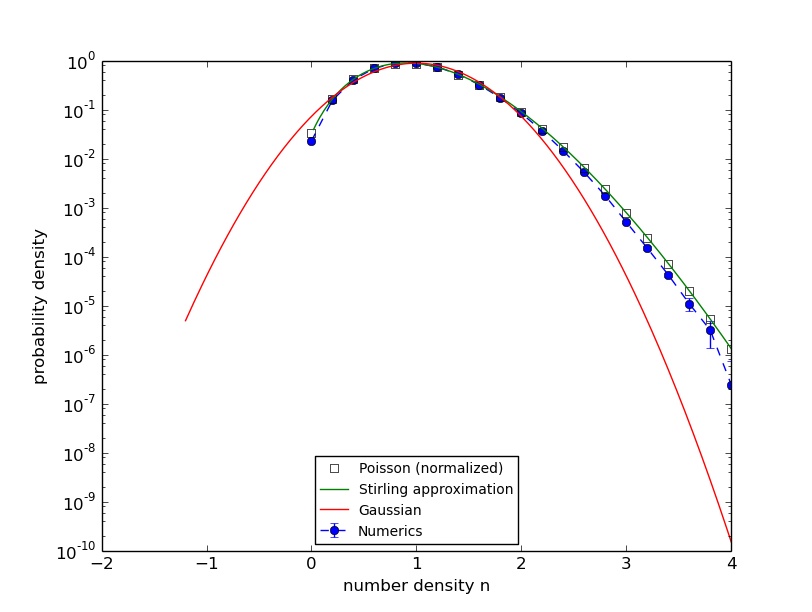 10^0
10^-1
10^-2
10^-3
10^-4
10^-5
10^-6
10^-7
10^-8
10^-9
10^-10
probability density
Poisson (normalized)
Stirling approximation
Gaussian
Numerics
−2 −1 0 1 2 3 4
number density n